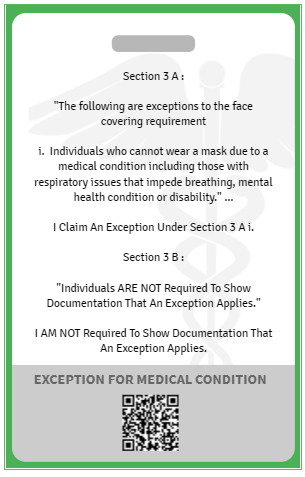 Section 3 A :
"The following are exceptions to the face
covering requirement
i. Individuals who cannot wear a mask due to a
medical condition including those with
respiratory issues that impede breathing, mental
health condition or disability." ...
I Claim An Exception Under Section 3 A i.
Section 3 B :
"Individuals ARE NOT Required To Show
Documentation That An Exception Applies."
I AM NOT Required To Show Documentation That
An Exception Applies.
EXCEPTION FOR MEDICAL CONDITION